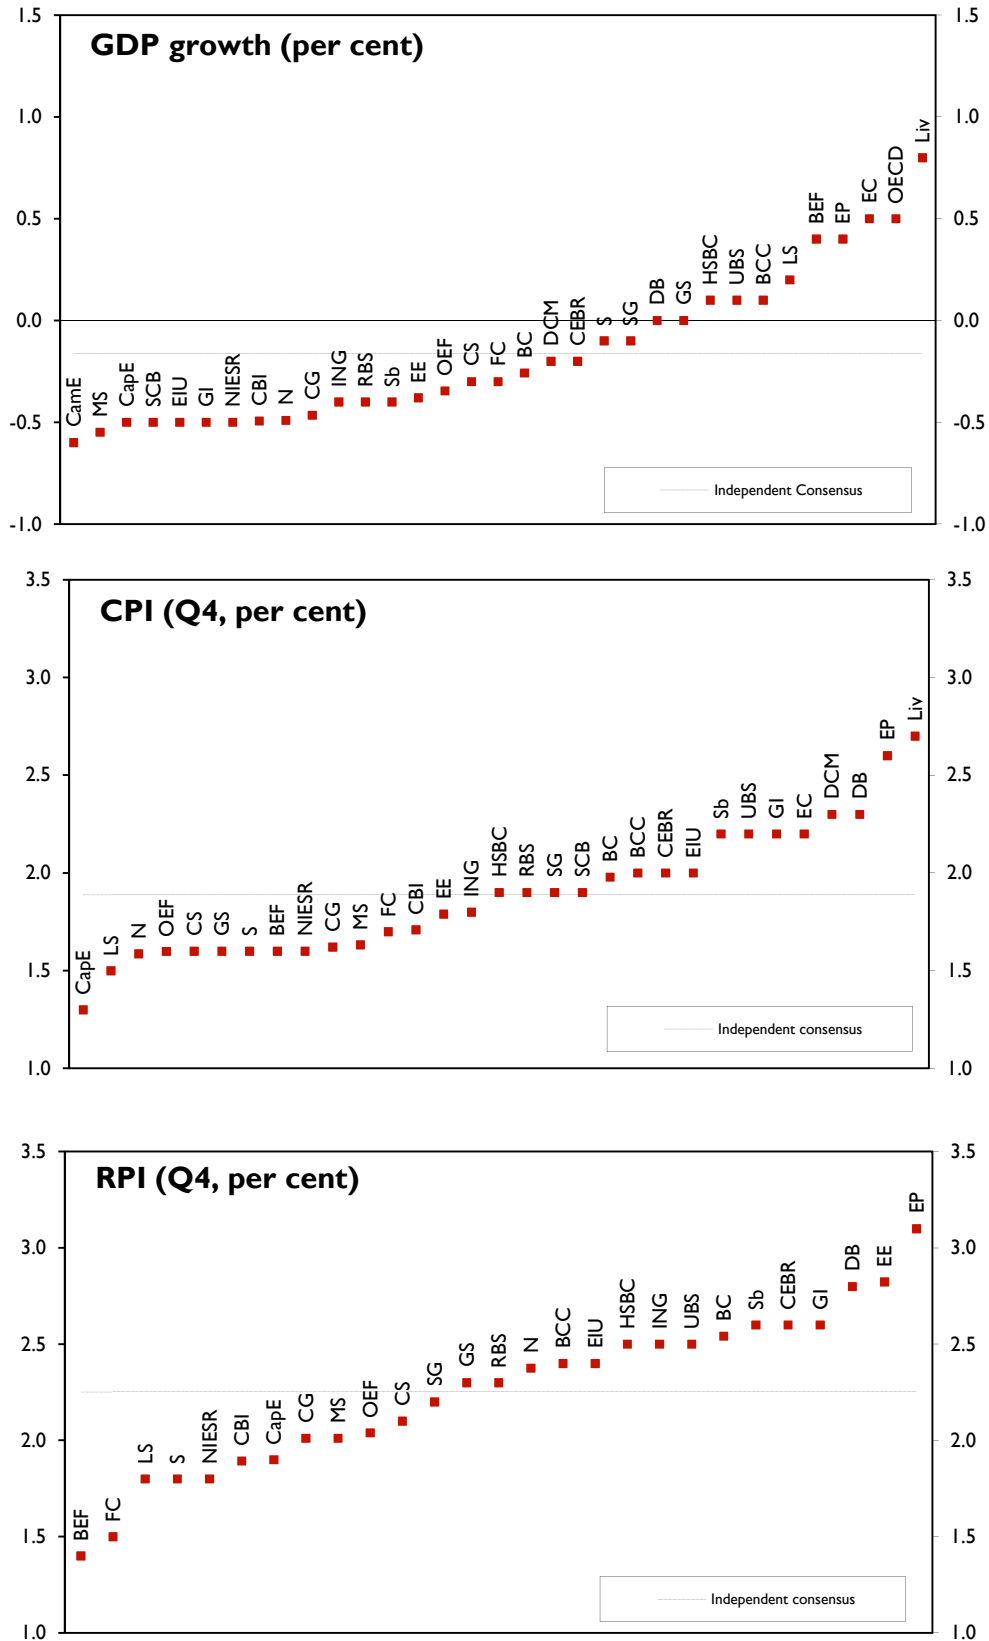 GDP growth (per cent)
1.5 1.5
1.0 1.0
0.5 0.5
0.0 0.0
-0.5 -0.5
-1.0 -1.0
CamE MS CapE SCB EIU GI NIESR CBI N CG ING RBS Sb EE OEF CS FC BC DCM CEBR S SG DB GS HSBC UBS BCC LS BEF EP EC OECD Liv
Independent Consensus
CPI (Q4, per cent)
3.5 3.5
3.0 3.0
2.5 2.5
2.0 2.0
1.5 1.5
1.0 1.0
CapE LS N OEF CS GS S BEF NIESR CG MS FC CBI EE ING HSBC RBS SG SCB BC BCC CEBR EIU Sb UBS GI EC DCM DB EP Liv
Independent consensus
RPI (Q4, per cent)
3.5 3.5
3.0 3.0
2.5 2.5
2.0 2.0
1.5 1.5
1.0 1.0
BEF FC LS S NIESR CBI CapE CG MS OEF CS SG GS RBS N BCC EIU HSBC ING UBS BC Sb CEBR GI DB EE EP
Independent consensus